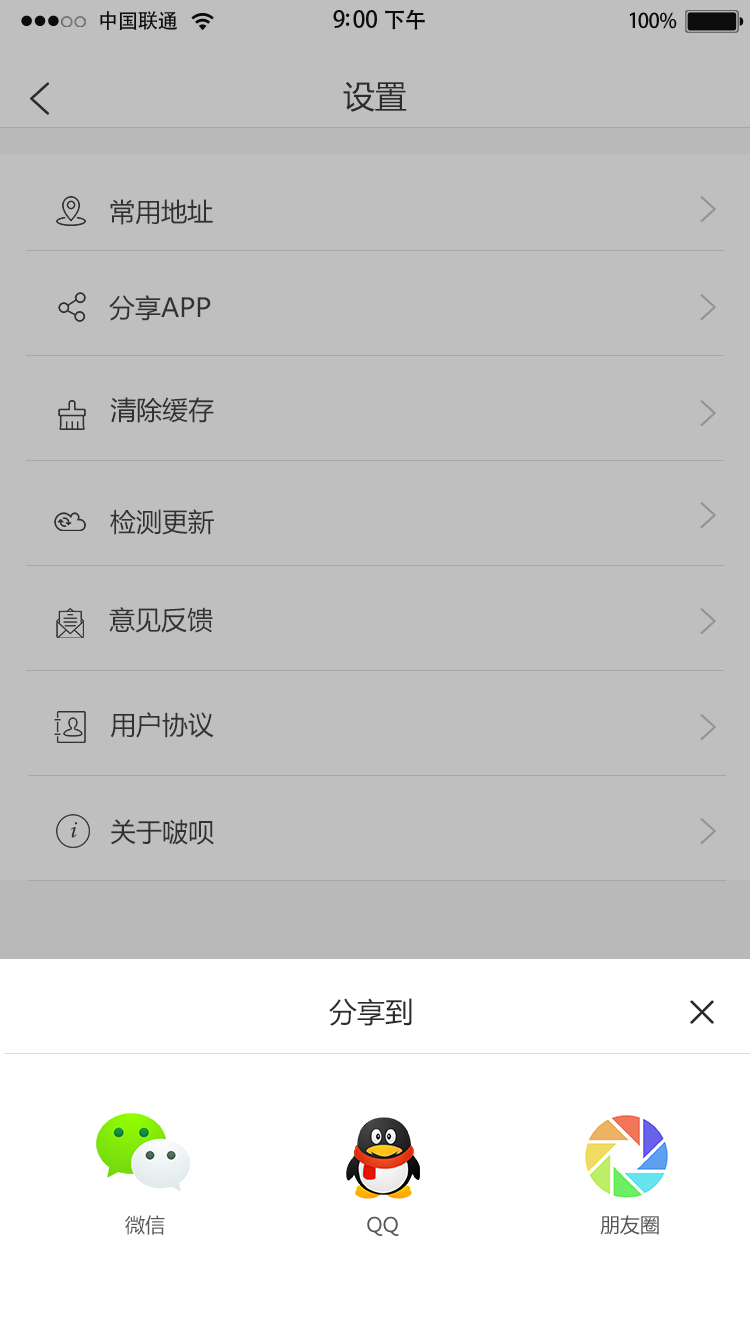 中国联通
9:00 下午
100%
设置
常用地址
分享APP
清除缓存
检测更新
意见反馈
用户协议
关于啵呗
分享到
微信
QQ
朋友圈